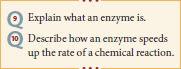 9 Explain what an enzyme is.
10 Describe how an enzyme speeds
up the rate of a chemical reaction.